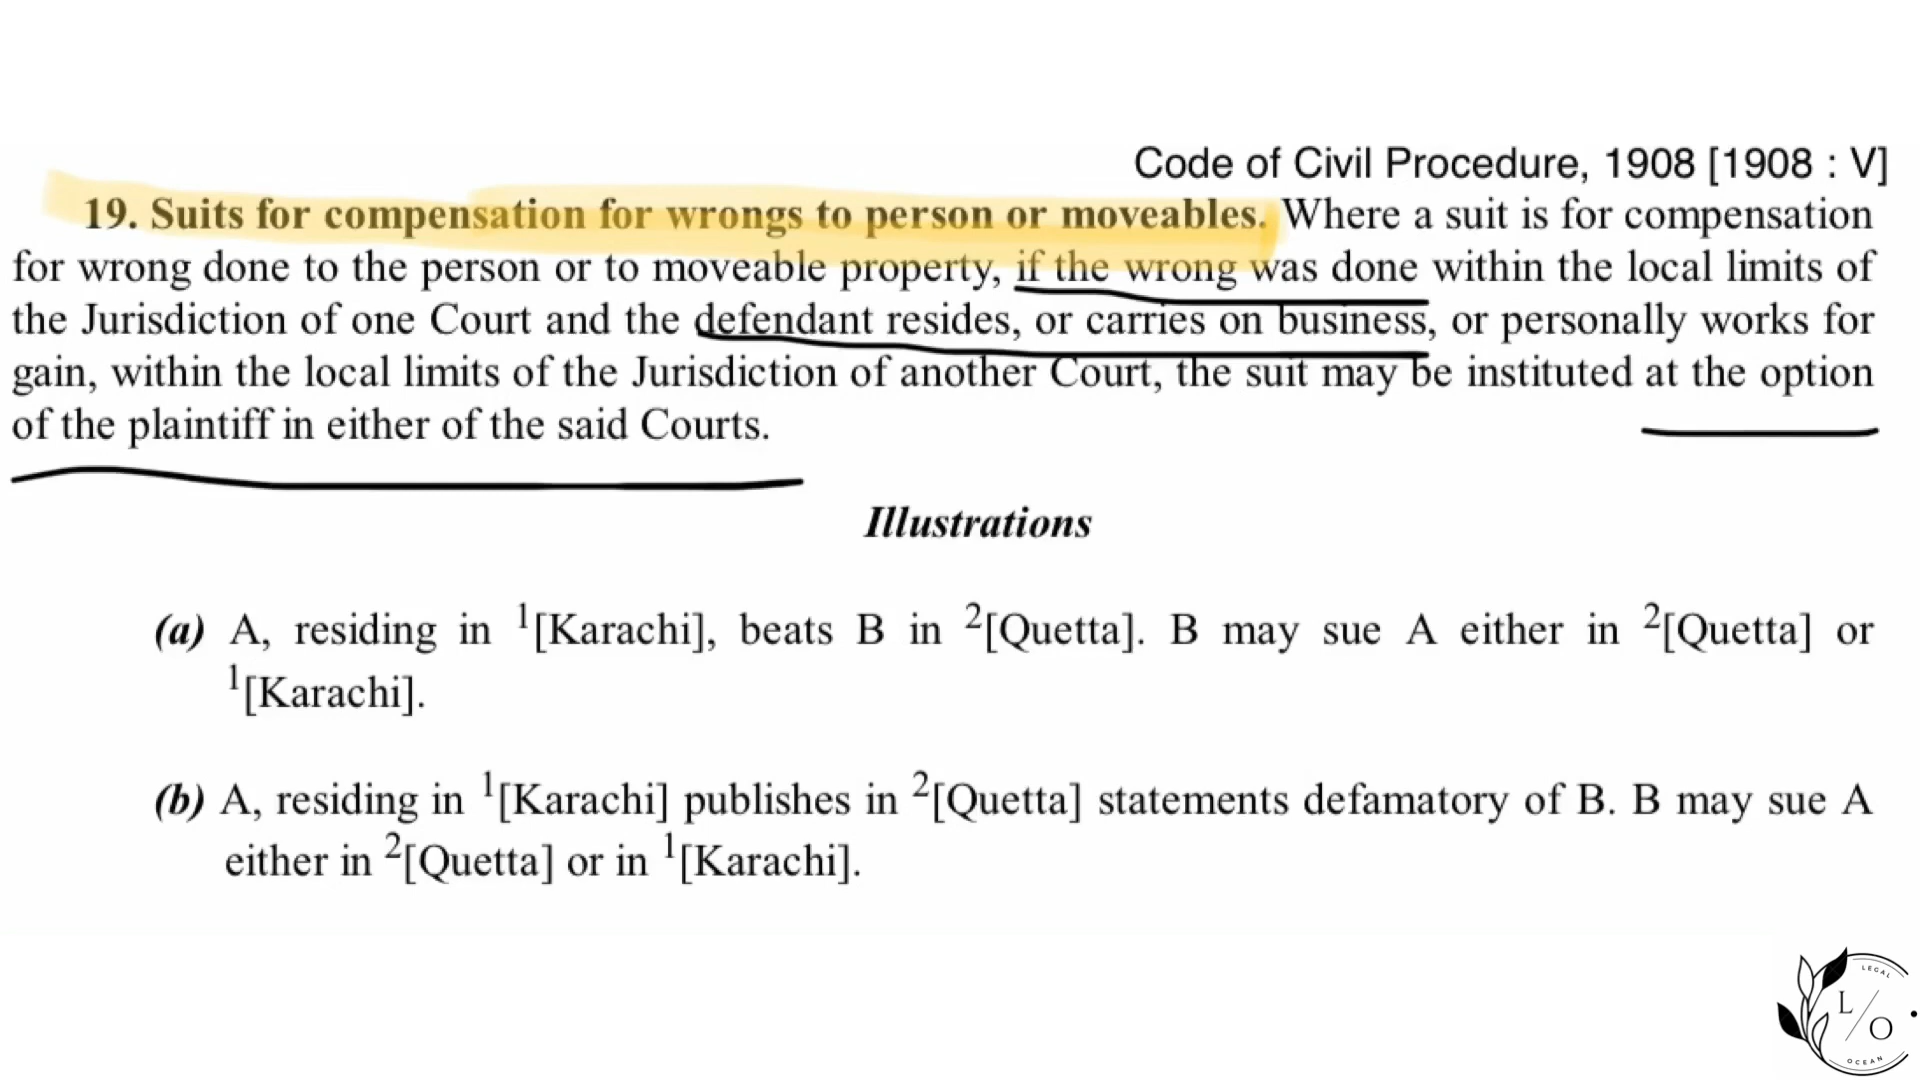 Code of Civil Procedure, 1908 [1908 : V]
19. Suits for compensation for wrongs to person or moveables. Where a suit is for compensation
for wrong done to the person or to moveable property, if the wrong was done within the local limits of
the Jurisdiction of one Court and the defendant resides, or carries on business, or personally works for
gain, within the local limits of the Jurisdiction of another Court, the suit may be instituted at the option
of the plaintiff in either of the said Courts.
Illustrations
(a) A, residing in 1[Karachi], beats B in 2[Quetta]. B may sue A either in 2[Quetta] or
1[Karachi].
(b) A, residing in 1[Karachi] publishes in 2[Quetta] statements defamatory of B. B may sue A
either in 2[Quetta] or in 1[Karachi].
LEGAL
L/O
OCEAN